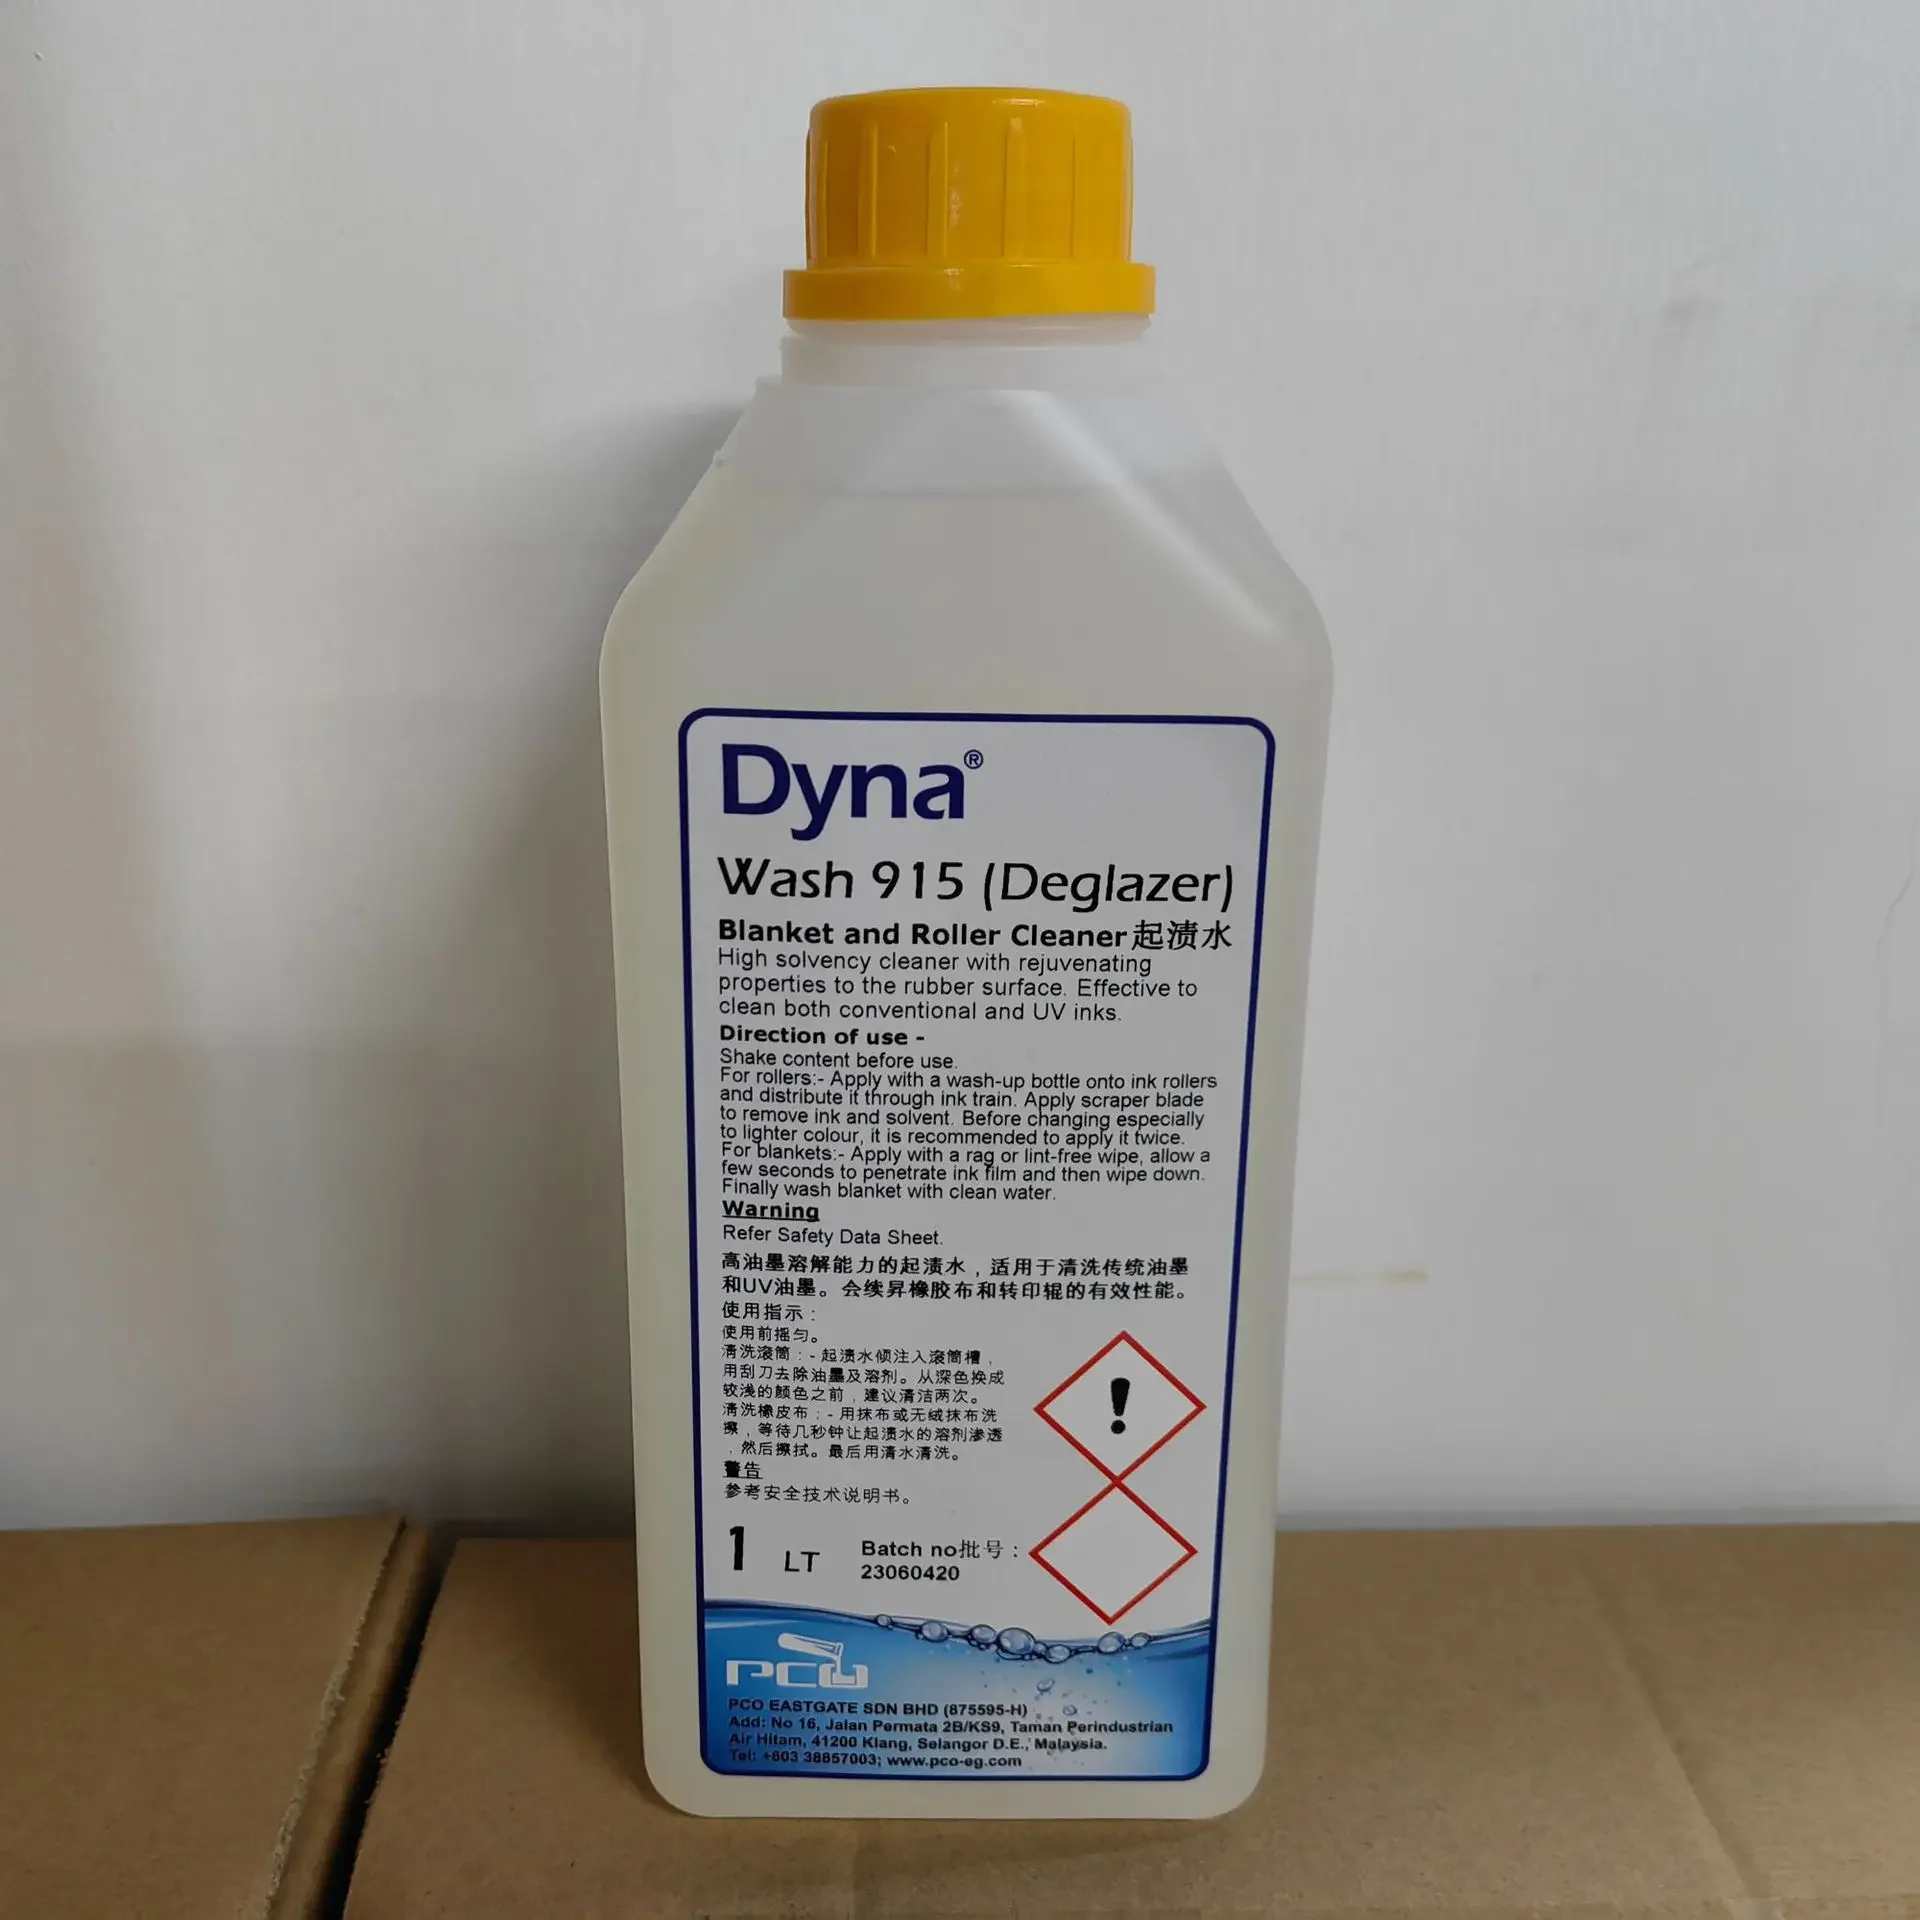 Dyna®
Wash 915 (Deglazer)
Blanket and Roller Cleaner起渍水
High solvency cleaner with rejuvenating
properties to the rubber surface. Effective to
clean both conventional and UV inks.
Direction of use -
Shake content before use.
For rollers:- Apply with a wash-up bottle onto ink rollers
and distribute it through ink train. Apply scraper blade
to remove ink and solvent. Before changing especially
to lighter colour, it is recommended to apply it twice.
For blankets:- Apply with a rag or lint-free wipe, allow a
few seconds to penetrate ink film and then wipe down.
Finally wash blanket with clean water.
Warning
Refer Safety Data Sheet.
高油墨溶解能力的起渍水，适用于清洗传统油墨
和UV油墨。会续昇橡胶布和转印辊的有效性能。
使用指示：
使用前摇匀。
清洗滚筒：- 起渍水倾注入滚筒槽，
用刮刀去除油墨及溶剂。从深色换成
较浅的颜色之前，建议清洁两次。
清洗橡皮布：- 用抹布或无绒抹布洗
擦，等待几秒钟让起渍水的溶剂渗透
，然后擦拭。最后用清水清洗。
警告
参考安全技术说明书。
1 LT
Batch no批号：
23060420
PCO
PCO EASTGATE SDN BHD (875595-H)
Add: No 16, Jalan Permata 2B/KS9, Taman Perindustrian
Air Hitam, 41200 Klang, Selangor D.E., Malaysia.
Tel: +603 38857003; www.pco-eg.com